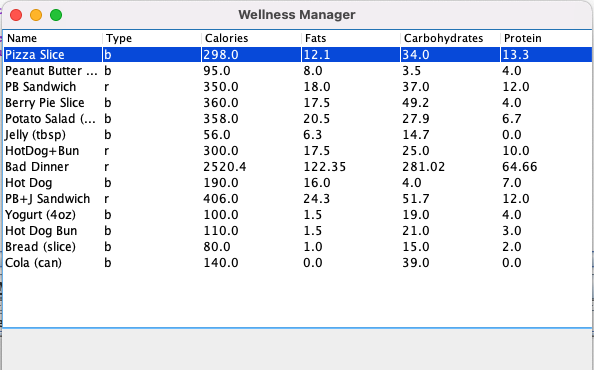 Wellness Manager
Name Type Calories Fats Carbohydrates Protein
Pizza Slice b 298.0 12.1 34.0 13.3
Peanut Butter ... b 95.0 8.0 3.5 4.0
PB Sandwich r 350.0 18.0 37.0 12.0
Berry Pie Slice b 360.0 17.5 49.2 4.0
Potato Salad (... b 358.0 20.5 27.9 6.7
Jelly (tbsp) b 56.0 6.3 14.7 0.0
HotDog+Bun r 300.0 17.5 25.0 10.0
Bad Dinner r 2520.4 122.35 281.02 64.66
Hot Dog b 190.0 16.0 4.0 7.0
PB+J Sandwich r 406.0 24.3 51.7 12.0
Yogurt (4oz) b 100.0 1.5 19.0 4.0
Hot Dog Bun b 110.0 1.5 21.0 3.0
Bread (slice) b 80.0 1.0 15.0 2.0
Cola (can) b 140.0 0.0 39.0 0.0